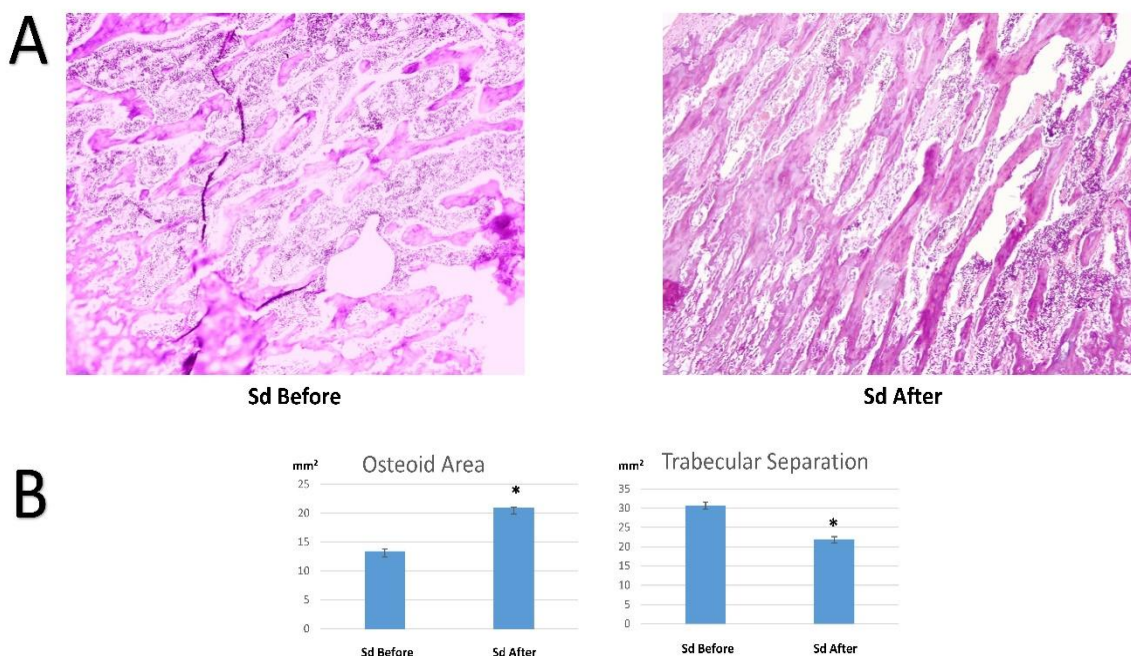 A
Sd Before
Sd After
B
mm²
Osteoid Area
25
20
15
10
5
0
*
Sd Before
Sd After
mm²
Trabecular Separation
35
30
25
20
15
10
5
0
*
Sd Before
Sd After